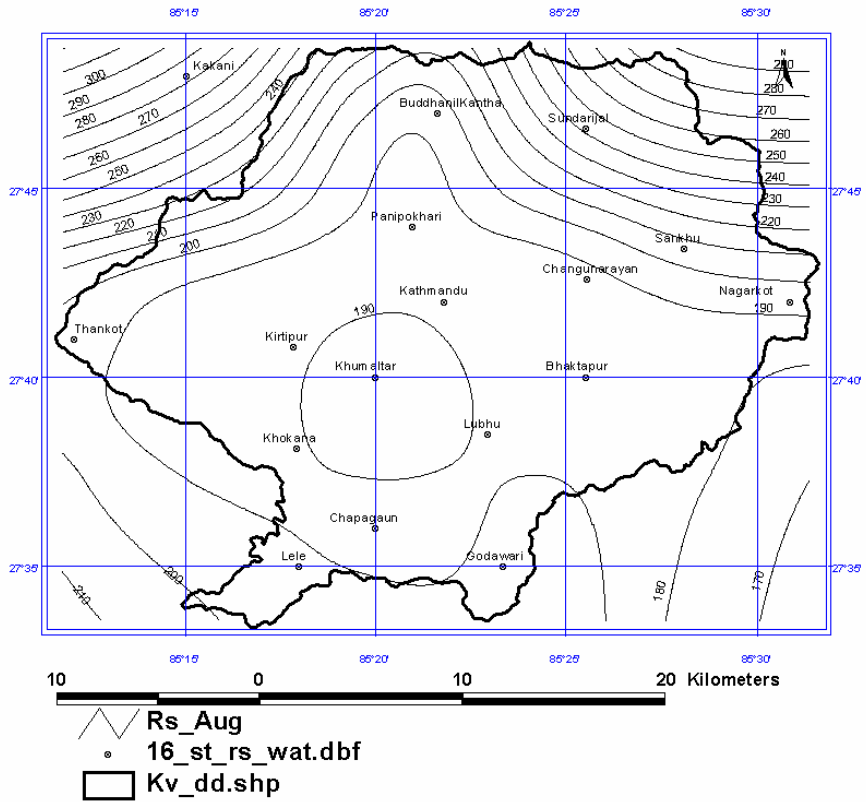 85°15' 85°20' 85°25' 85°30'
N
Kakani
300
290
280
270
260
250
240
230
220
210
200
BuddhanilKantha
Sundarijal
280
270
260
250
240
230
220
27°45' 27°45'
Panipokhari
Sankhu
Changunarayan
Kathmandu
Nagarkot
190
190
Thankot
Kirtipur
Khumaltar
Bhaktapur
27°40' 27°40'
Khokana
Lubhu
Chapagaun
Lele
Godawari
27°35' 27°35'
200
180
170
85°15' 85°20' 85°25' 85°30'
10 0 10 20 Kilometers
Rs_Aug
16_st_rs_wat.dbf
Kv_dd.shp